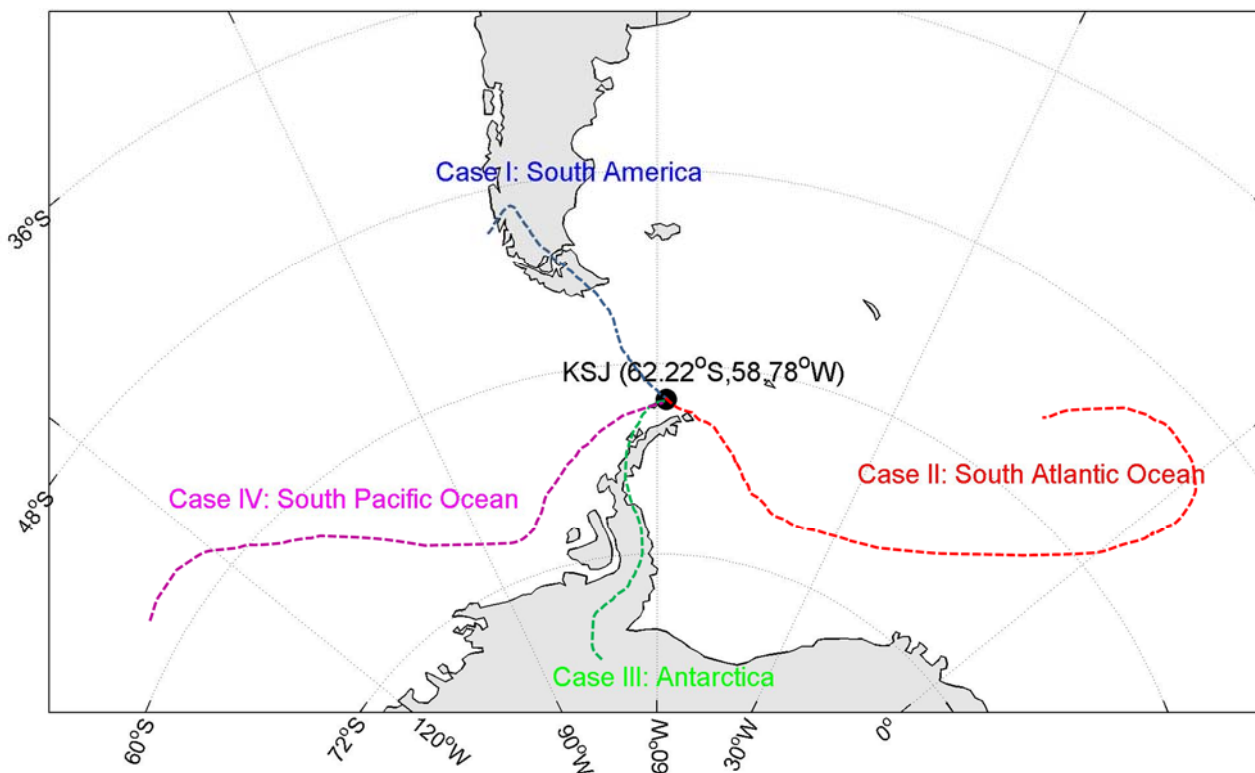 Case I: South America
36°S
KSJ (62.22°S,58.78°W)
Case II: South Atlantic Ocean
Case IV: South Pacific Ocean
48°S
Case III: Antarctica
60°S
72°S
120°W
90°W
60°W
30°W
0°